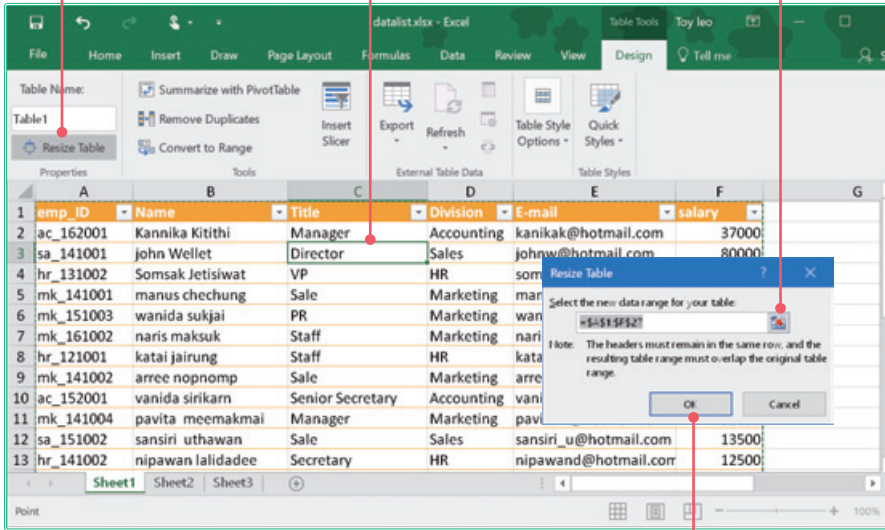 datalist.xlsx - Excel
Table Tools
Toy leo
File Home Insert Draw Page Layout Formulas Data Review View Design Tell me
Table Name:
Table1
Resize Table
Properties
Summarize with PivotTable
Remove Duplicates
Convert to Range
Tools
Insert Slicer
Export
Refresh
External Table Data
Table Style Options
Quick Styles
Table Styles
A B C D E F G
1 emp_ID Name Title Division E-mail salary
2 ac_162001 Kannika Kitithi Manager Accounting kanikak@hotmail.com 37000
3 sa_141001 john Wellet Director Sales johnw@hotmail.com 80000
4 hr_131002 Somsak Jetisiwat VP HR som
5 mk_141001 manus chechung Sale Marketing mar
6 mk_151003 wanida sukjai PR Marketing wan
7 mk_161002 naris maksuk Staff Marketing nari
8 hr_121001 katai jairung Staff HR kata
9 mk_141002 arree nopnomp Sale Marketing arre
10 ac_152001 vanida sirikarn Senior Secretary Accounting vani
11 mk_141004 pavita meemakmai Manager Marketing pavi
12 sa_151002 sansiri uthawan Sale Sales sansiri_u@hotmail.com 13500
13 hr_141002 nipawan lalidadee Secretary HR nipawand@hotmail.com 12500
Resize Table ? ×
Select the new data range for your table:
=$A$1:$F$27
Note: The headers must remain in the same row, and the
resulting table range must overlap the original table
range.
OK Cancel
Sheet1 Sheet2 Sheet3
Point
100%